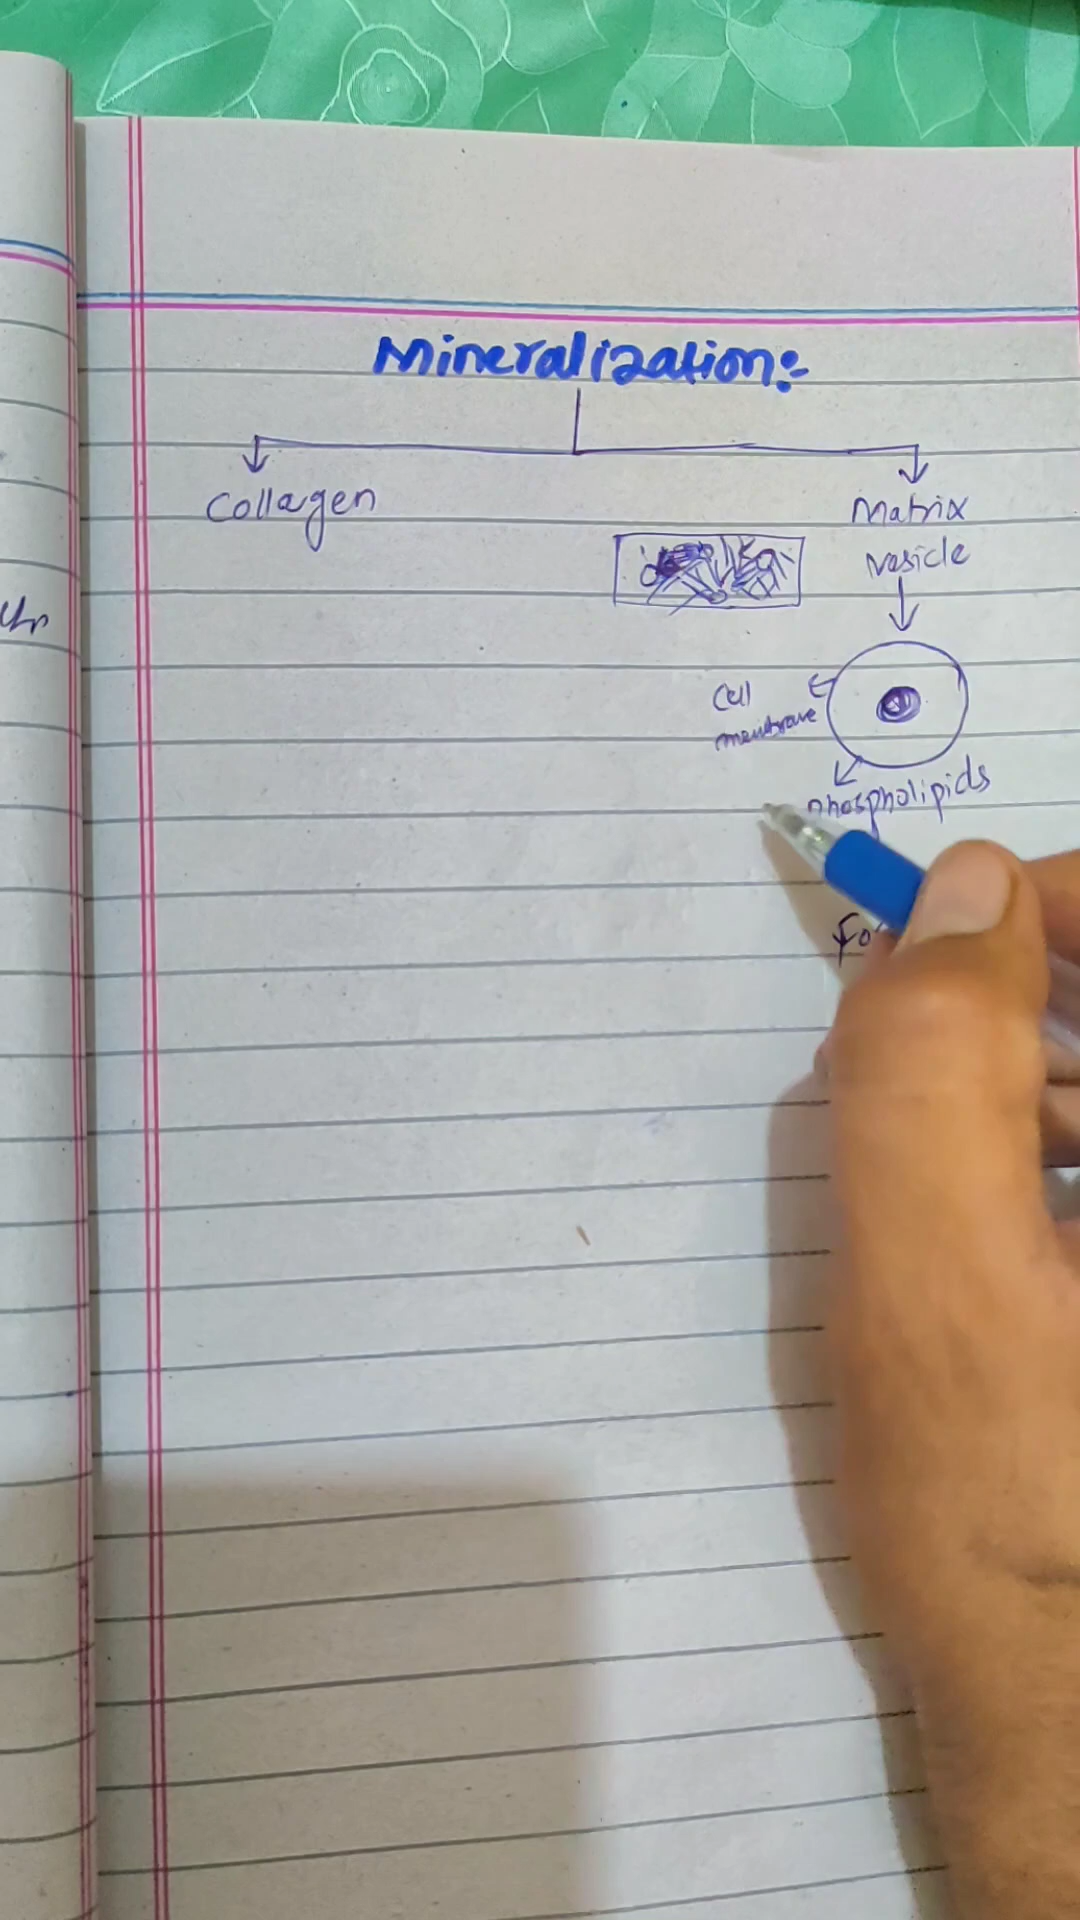 Mineralization:-
Collagen
Matrix
vesicle
Cell
membrane
phospholipids